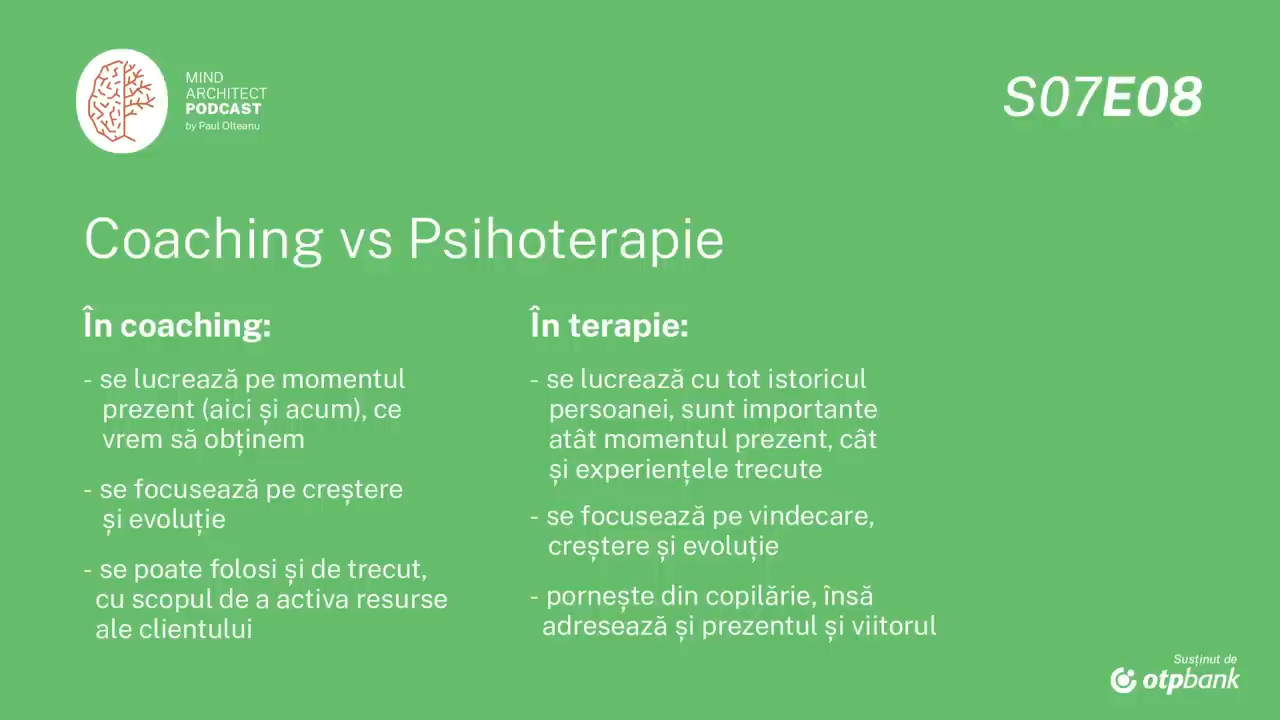 MIND
ARCHITECT
PODCAST
by Paul Olteanu
S07E08
Coaching vs Psihoterapie
În coaching:
- se lucrează pe momentul
prezent (aici și acum), ce
vrem să obținem
- se focusează pe creștere
și evoluție
- se poate folosi și de trecut,
cu scopul de a activa resurse
ale clientului
În terapie:
- se lucrează cu tot istoricul
persoanei, sunt importante
atât momentul prezent, cât
și experiențele trecute
- se focusează pe vindecare,
creștere și evoluție
- pornește din copilărie, însă
adresează și prezentul și viitorul
Susținut de
otpbank